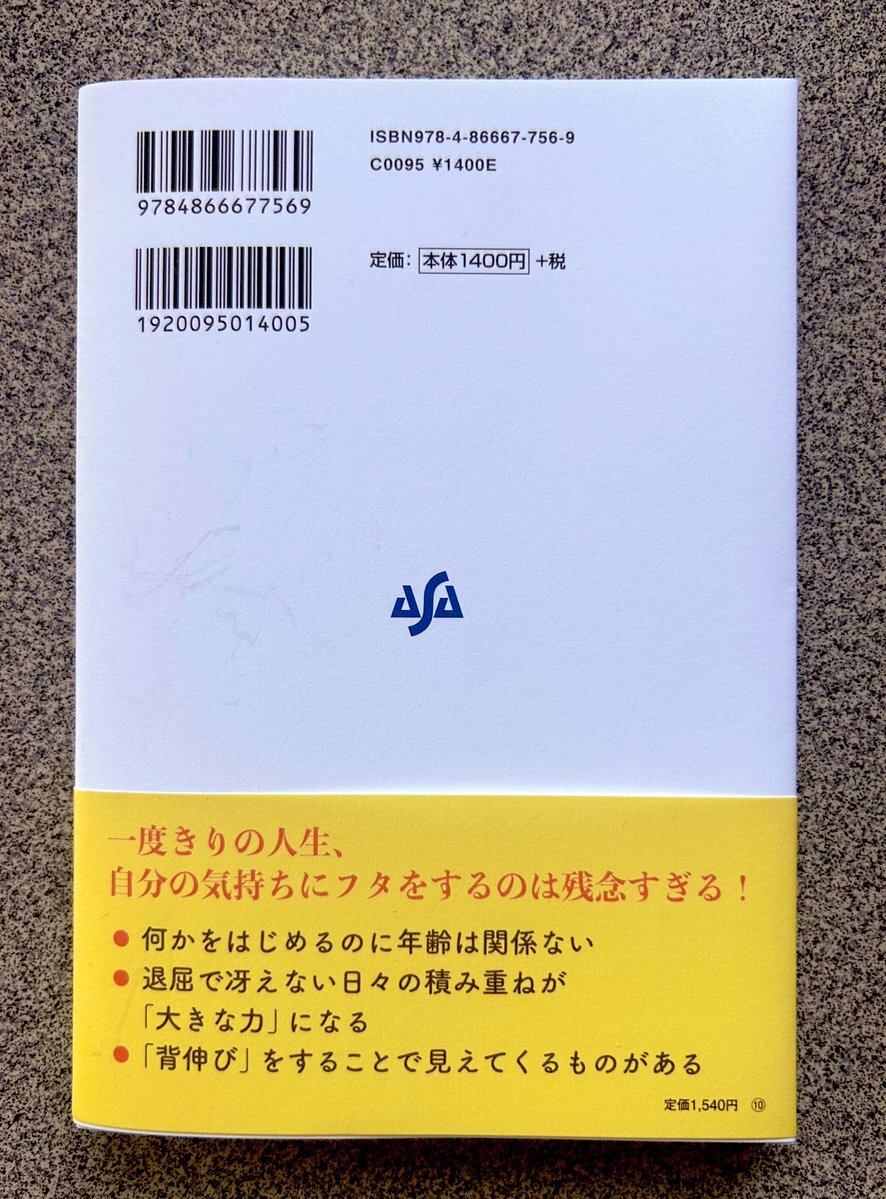 ISBN978-4-86667-756-9
C0095 ¥1400E
9784866677569
定価：本体1400円+税
1920095014005
ASA
一度きりの人生、
自分の気持ちにフタをするのは残念すぎる！
● 何かをはじめるのに年齢は関係ない
● 退屈で冴えない日々の積み重ねが
「大きな力」になる
● 「背伸び」をすることで見えてくるものがある
定価1,540円 ⑩